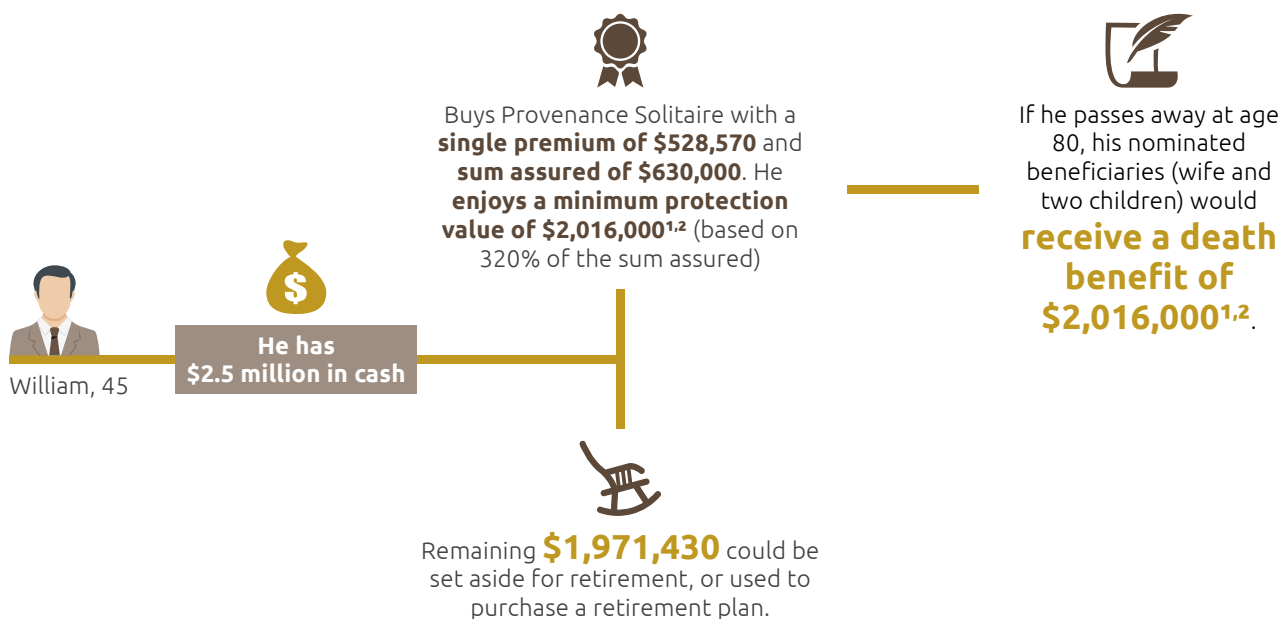 William, 45
He has
$2.5 million in cash
Buys Provenance Solitaire with a
single premium of $528,570 and
sum assured of $630,000. He
enjoys a minimum protection
value of $2,016,000¹,² (based on
320% of the sum assured)
Remaining $1,971,430 could be
set aside for retirement, or used to
purchase a retirement plan.
If he passes away at age
80, his nominated
beneficiaries (wife and
two children) would
receive a death
benefit of
$2,016,000¹,².